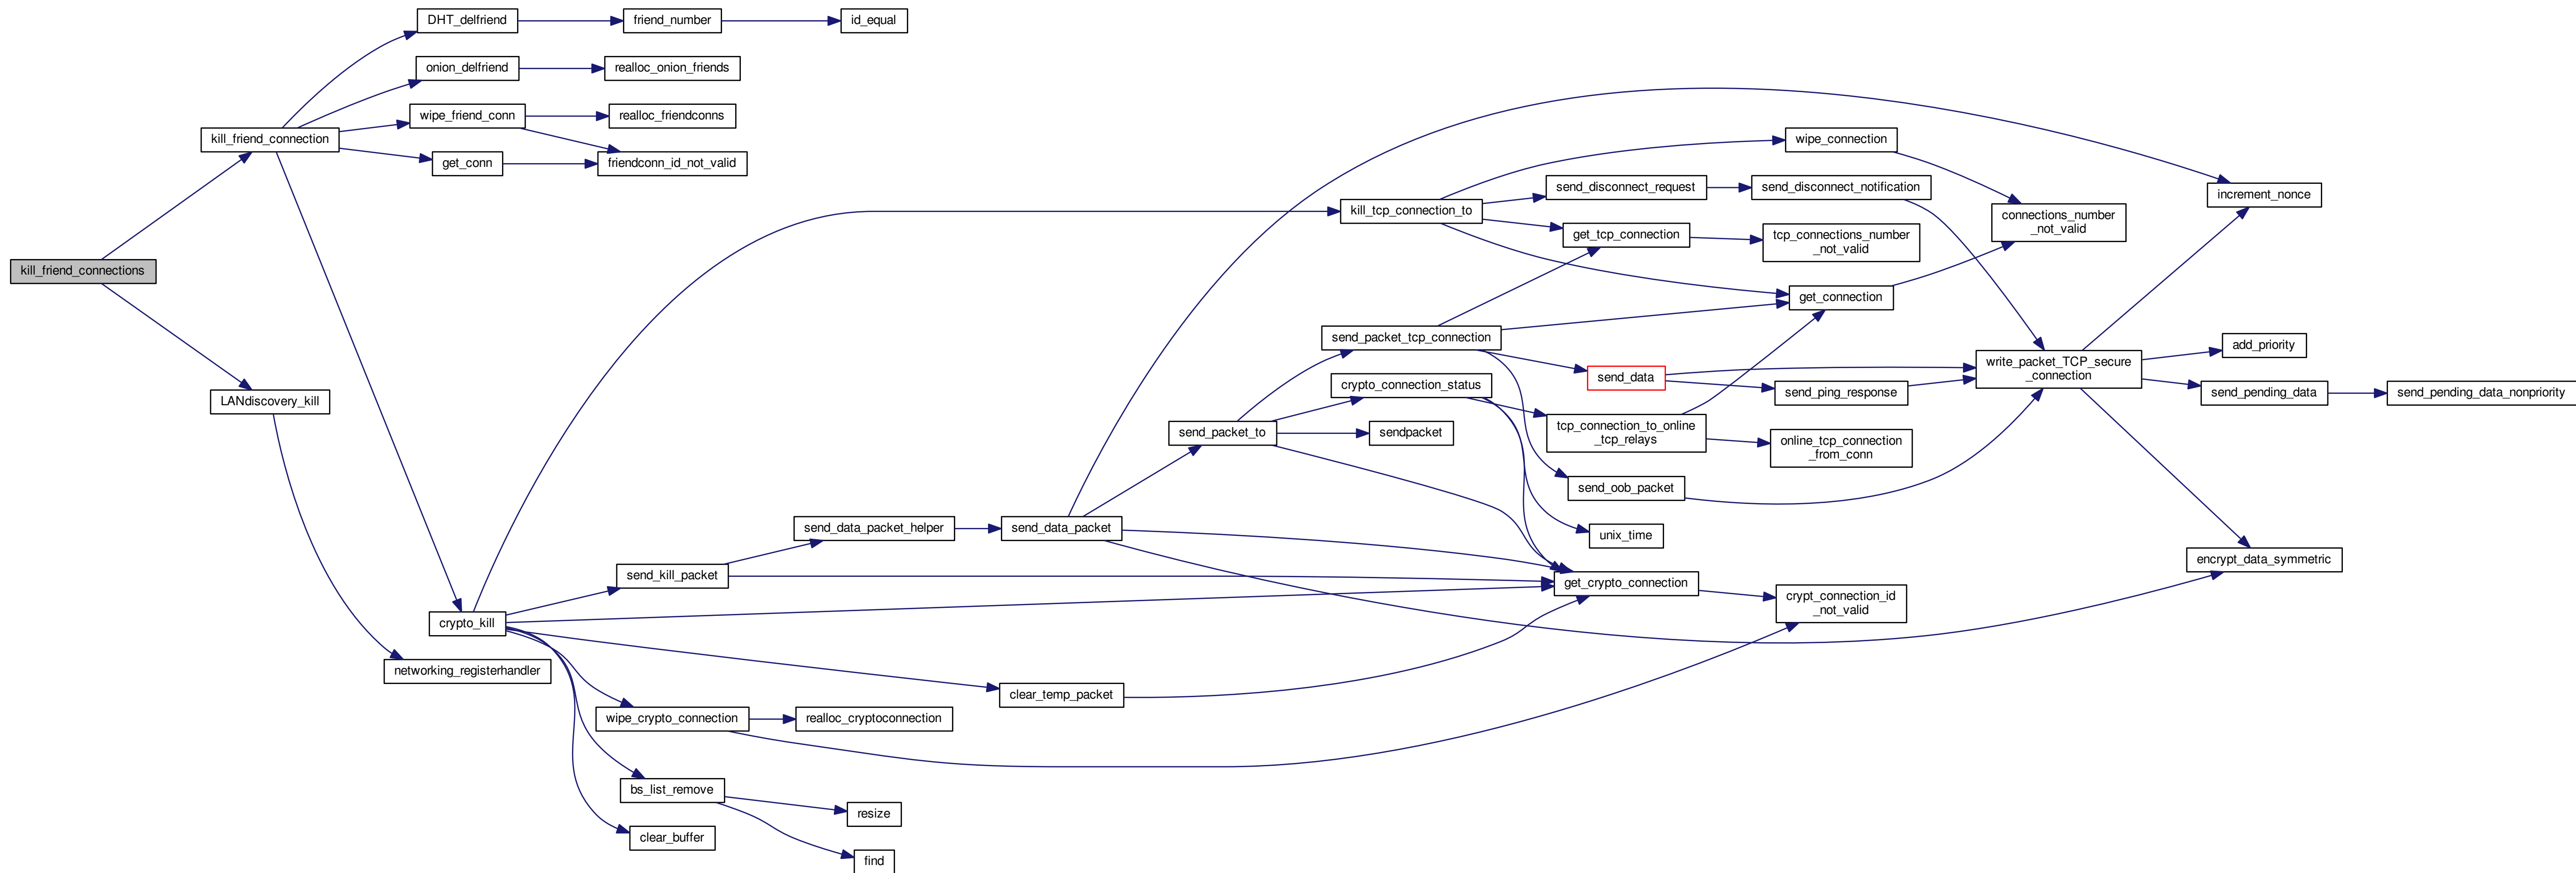 DHT_delfriend
friend_number
id_equal
onion_delfriend
realloc_onion_friends
wipe_friend_conn
realloc_friendconns
kill_friend_connection
get_conn
friendconn_id_not_valid
wipe_connection
send_disconnect_request
send_disconnect_notification
increment_nonce
kill_tcp_connection_to
connections_number
_not_valid
get_tcp_connection
tcp_connections_number
_not_valid
kill_friend_connections
get_connection
send_packet_tcp_connection
add_priority
write_packet_TCP_secure
_connection
send_data
crypto_connection_status
send_ping_response
send_pending_data
send_pending_data_nonpriority
LANdiscovery_kill
send_packet_to
sendpacket
tcp_connection_to_online
_tcp_relays
online_tcp_connection
_from_conn
send_oob_packet
send_data_packet_helper
send_data_packet
unix_time
encrypt_data_symmetric
send_kill_packet
get_crypto_connection
crypt_connection_id
_not_valid
crypto_kill
networking_registerhandler
clear_temp_packet
wipe_crypto_connection
realloc_cryptoconnection
bs_list_remove
resize
clear_buffer
find